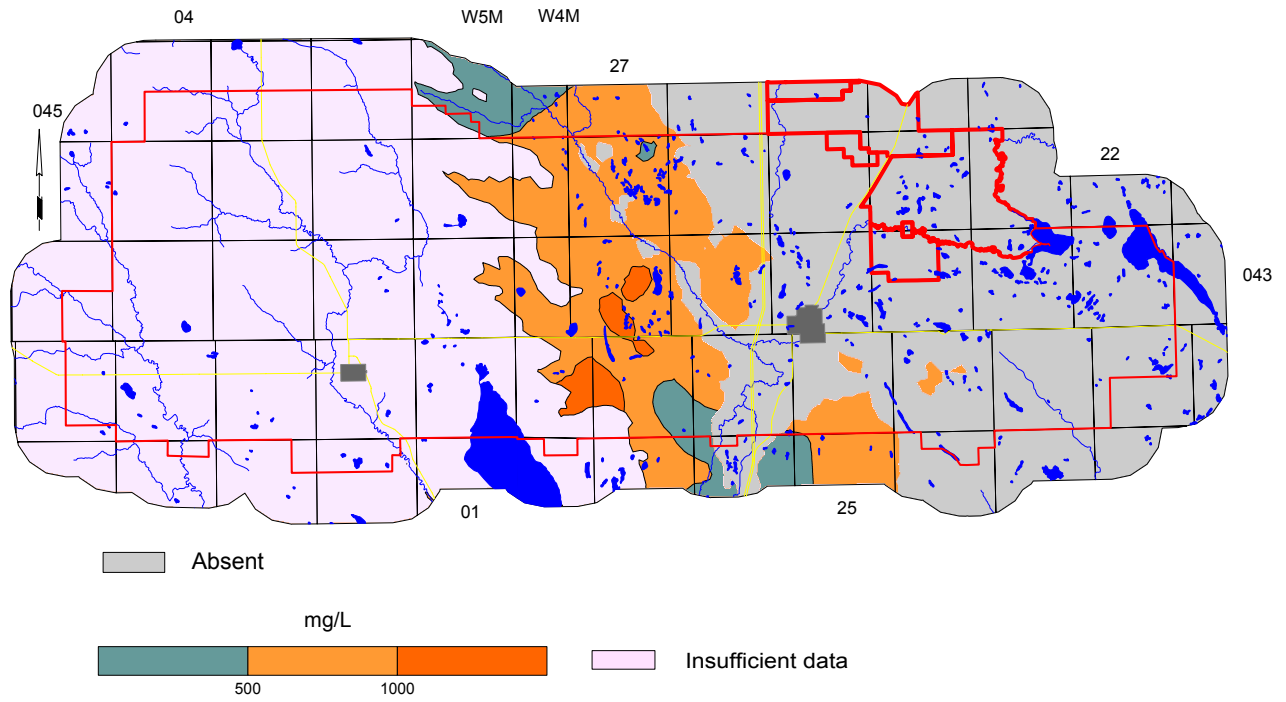 04
W5M W4M
27
045
22
043
01
25
Absent
mg/L
Insufficient data
500
1000